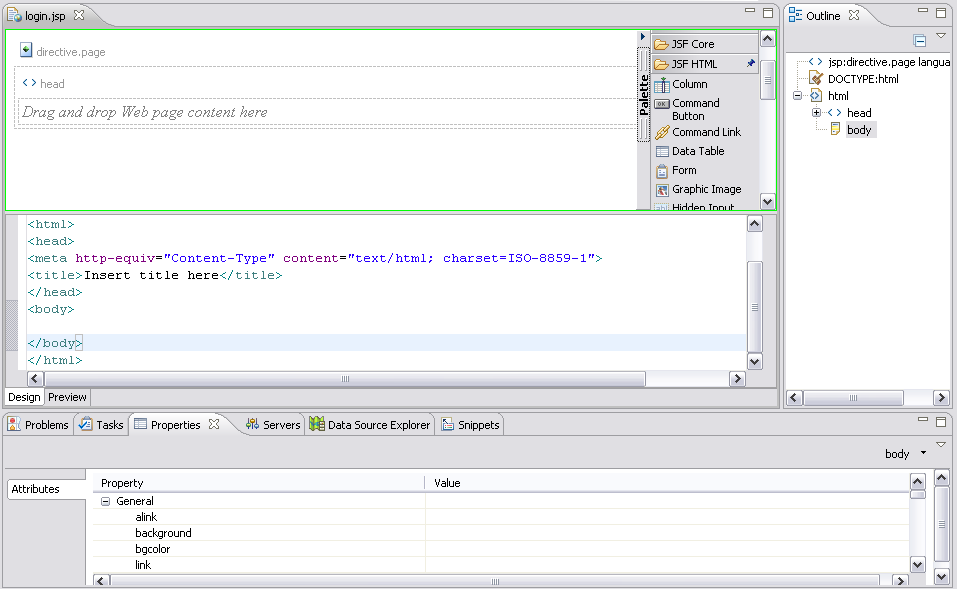 login.jsp
directive.page
head
Drag and drop Web page content here
Palette
JSF Core
JSF HTML
Column
Command
Button
Command Link
Data Table
Form
Graphic Image
Hidden Input
<html>
<head>
<meta http-equiv="Content-Type" content="text/html; charset=ISO-8859-1">
<title>Insert title here</title>
</head>
<body>
</body>
</html>
Design Preview
Outline
jsp:directive.page langua
DOCTYPE:html
html
head
body
Problems Tasks Properties Servers Data Source Explorer Snippets
body
Attributes
Property Value
General
alink
background
bgcolor
link